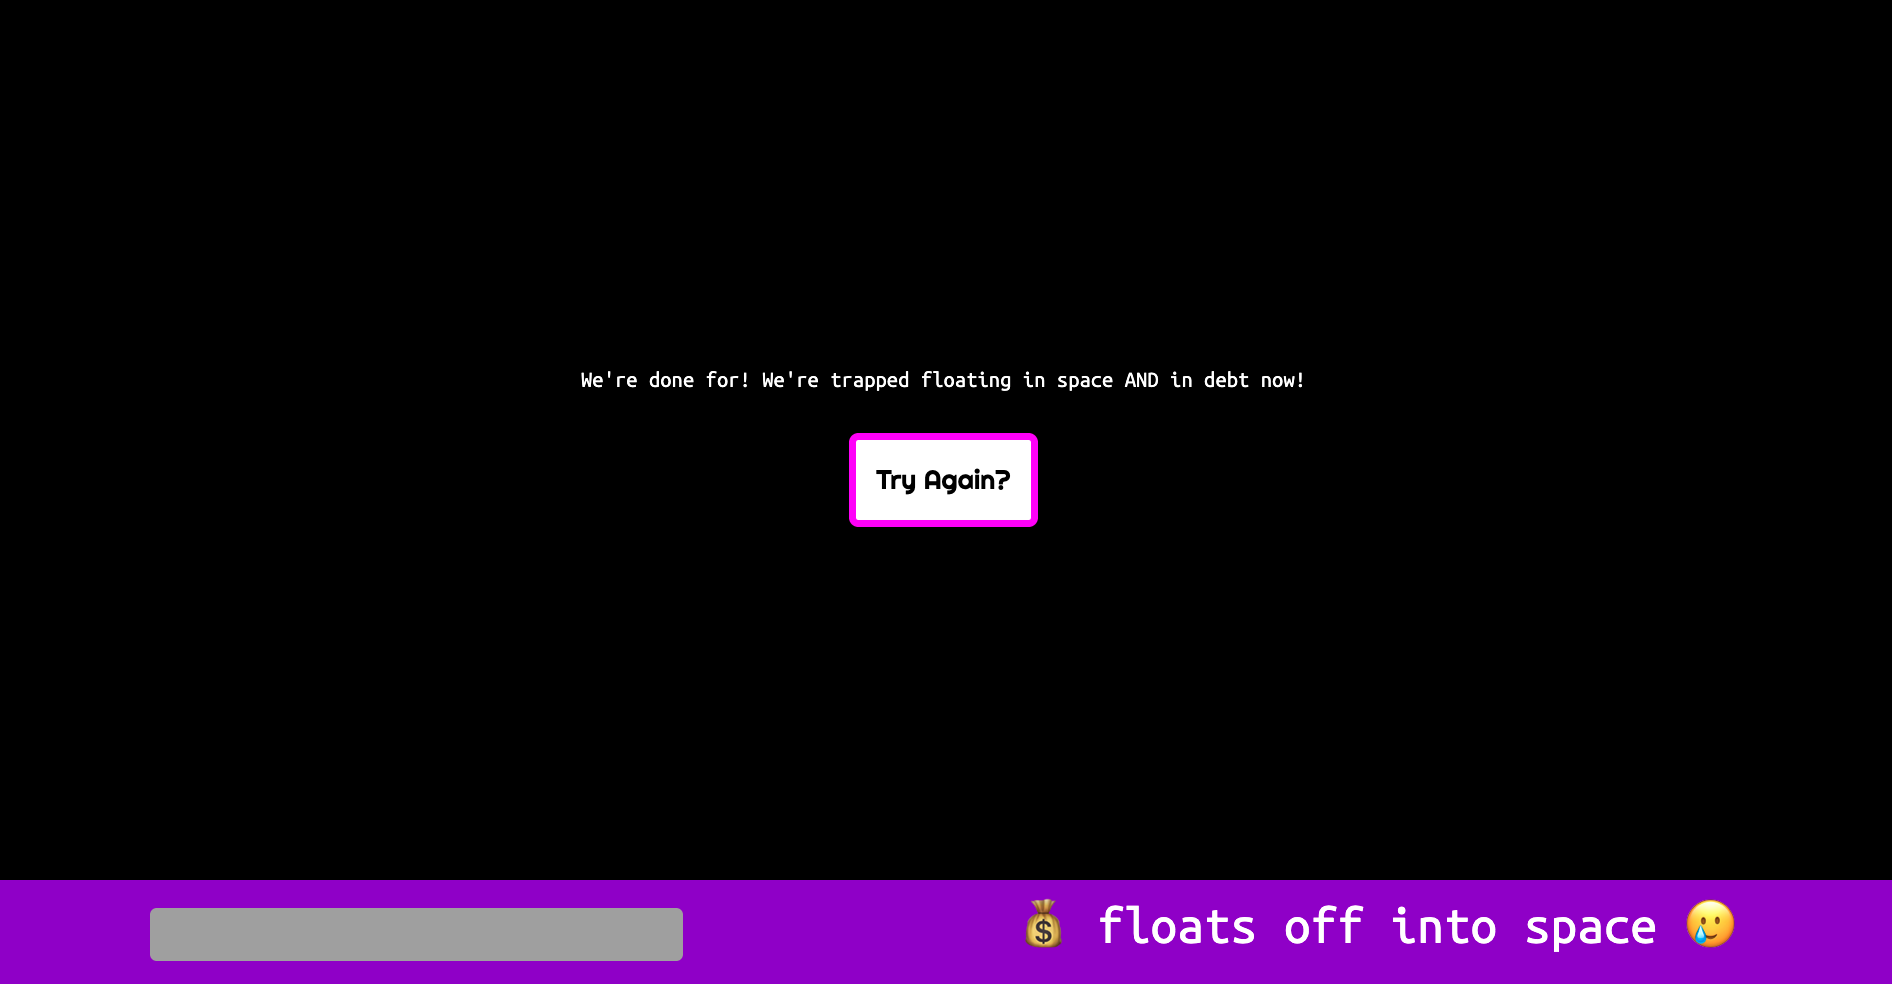 We're done for! We're trapped floating in space AND in debt now!
Try Again?
💰 floats off into space 🥲